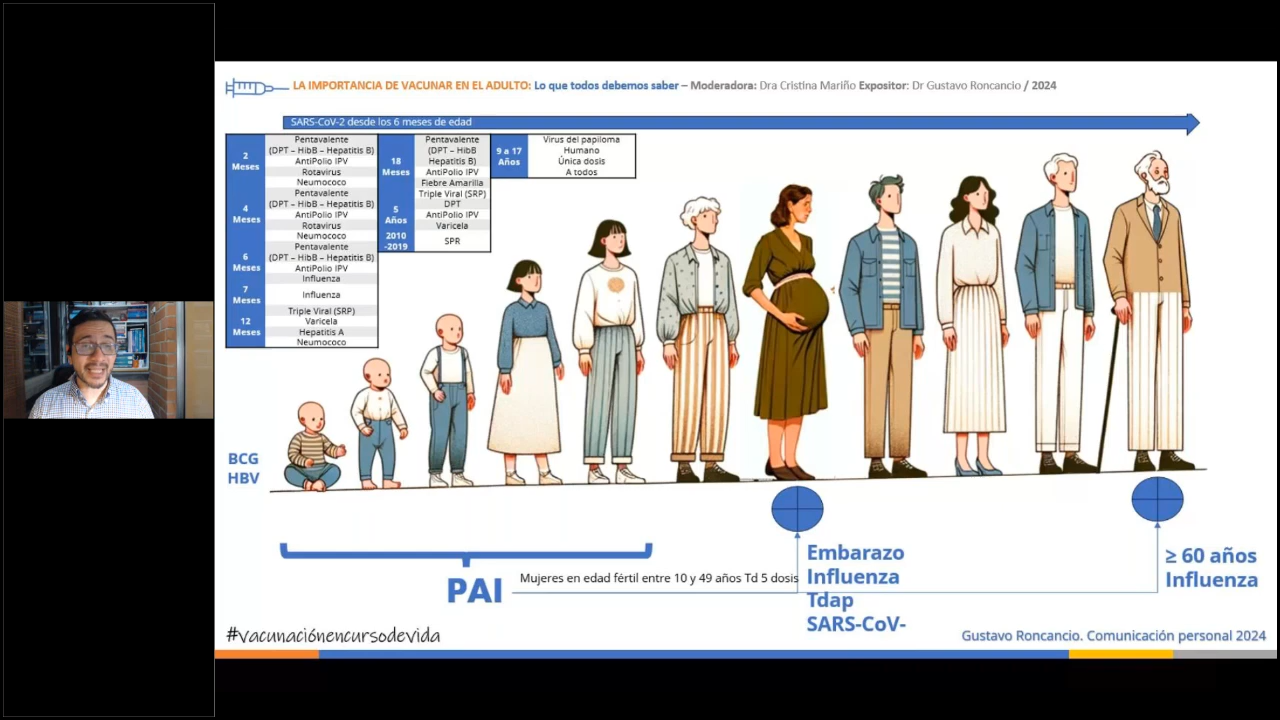 LA IMPORTANCIA DE VACUNAR EN EL ADULTO: Lo que todos debemos saber – Moderadora: Dra Cristina Mariño Expositor: Dr Gustavo Roncancio / 2024
SARS-CoV-2 desde los 6 meses de edad
2
Meses
Pentavalente
(DPT – HibB – Hepatitis B)
AntiPolio IPV
Rotavirus
Neumococo
4
Meses
Pentavalente
(DPT – HibB – Hepatitis B)
AntiPolio IPV
Rotavirus
Neumococo
6
Meses
Pentavalente
(DPT – HibB – Hepatitis B)
AntiPolio IPV
Influenza
7
Meses
Influenza
12
Meses
Triple Viral (SRP)
Varicela
Hepatitis A
Neumococo
18
Meses
Pentavalente
(DPT – HibB
Hepatitis B)
AntiPolio IPV
Fiebre Amarilla
Triple Viral (SRP)
5
Años
DPT
AntiPolio IPV
Varicela
2010
-2019
SPR
9 a 17
Años
Virus del papiloma
Humano
Única dosis
A todos
BCG
HBV
PAI
Mujeres en edad fértil entre 10 y 49 años Td 5 dosis
Embarazo
Influenza
Tdap
SARS-CoV-
≥ 60 años
Influenza
#vacunaciónencursodevida
Gustavo Roncancio. Comunicación personal 2024